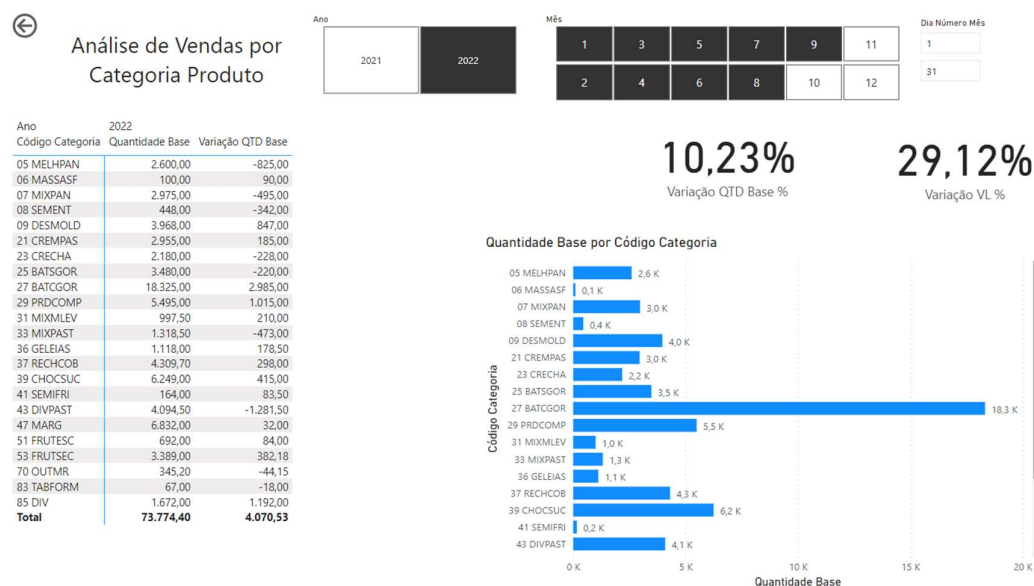 Análise de Vendas por
Categoria Produto
Ano
2021
2022
Mês
1 3 5 7 9 11
2 4 6 8 10 12
Dia Número Mês
1
31
Ano 2022
Código Categoria Quantidade Base Variação QTD Base
05 MELHPAN 2.600,00 -825,00
06 MASSASF 100,00 90,00
07 MIXPAN 2.975,00 -495,00
08 SEMENT 448,00 -342,00
09 DESMOLD 3.968,00 847,00
21 CREMPAS 2.955,00 185,00
23 CRECHA 2.180,00 -228,00
25 BATSGOR 3.480,00 -220,00
27 BATCGOR 18.325,00 2.985,00
29 PRDCOMP 5.495,00 1.015,00
31 MIXMLEV 997,50 210,00
33 MIXPAST 1.318,50 -473,00
36 GELEIAS 1.118,00 178,50
37 RECHCOB 4.309,70 298,00
39 CHOCSUC 6.249,00 415,00
41 SEMIFRI 164,00 83,50
43 DIVPAST 4.094,50 -1.281,50
47 MARG 6.832,00 32,00
51 FRUTESC 692,00 84,00
53 FRUTSEC 3.389,00 382,18
70 OUTMR 345,20 -44,15
83 TABFORM 67,00 -18,00
85 DIV 1.672,00 1.192,00
Total 73.774,40 4.070,53
10,23%
Variação QTD Base %
29,12%
Variação VL %
Quantidade Base por Código Categoria
Código Categoria
05 MELHPAN 2,6 K
06 MASSASF 0,1 K
07 MIXPAN 3,0 K
08 SEMENT 0,4 K
09 DESMOLD 4,0 K
21 CREMPAS 3,0 K
23 CRECHA 2,2 K
25 BATSGOR 3,5 K
27 BATCGOR 18,3 K
29 PRDCOMP 5,5 K
31 MIXMLEV 1,0 K
33 MIXPAST 1,3 K
36 GELEIAS 1,1 K
37 RECHCOB 4,3 K
39 CHOCSUC 6,2 K
41 SEMIFRI 0,2 K
43 DIVPAST 4,1 K
0 K 5 K 10 K 15 K 20 K
Quantidade Base